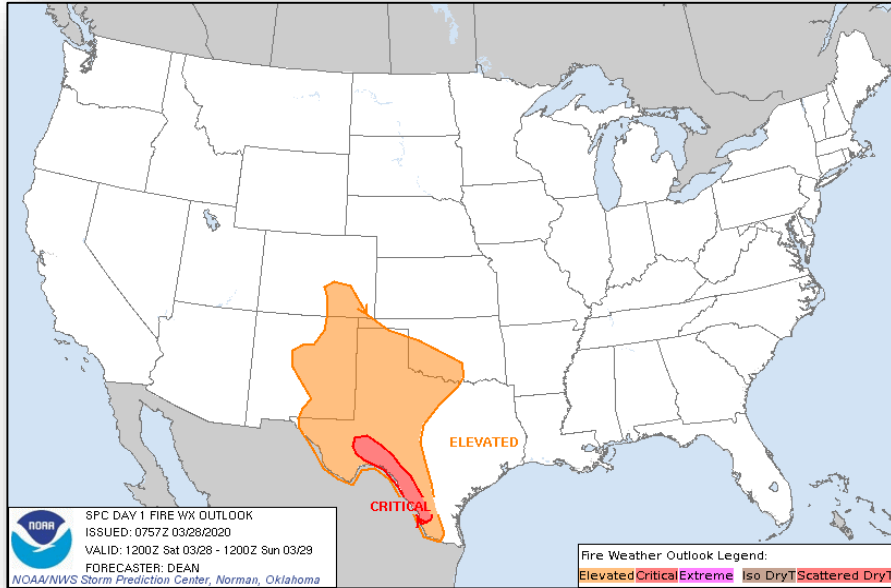 ELEVATED
CRITICAL
NOAA
SPC DAY 1 FIRE WX OUTLOOK
ISSUED: 0757Z 03/28/2020
VALID: 1200Z Sat 03/28 - 1200Z Sun 03/29
FORECASTER: DEAN
NOAA/NWS Storm Prediction Center, Norman, Oklahoma
Fire Weather Outlook Legend:
Elevated Critical Extreme Iso DryT Scattered DryT